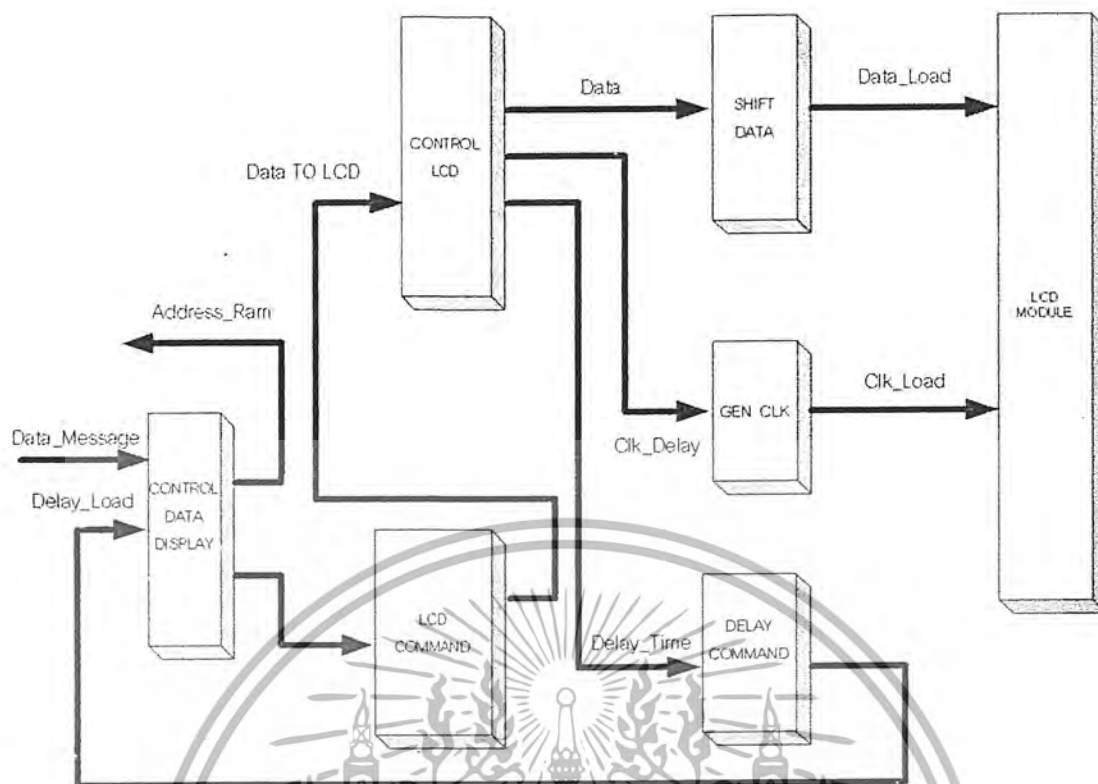 Data
Data_Load
SHIFT
DATA
CONTROL
LCD
Data TO LCD
LCD
MODULE
Address_Ram
Clk_Load
GEN CLK
Data_Message
Clk_Delay
Delay_Load
CONTROL
DATA
DISPLAY
LCD
COMMAND
Delay_Time
DELAY
COMMAND